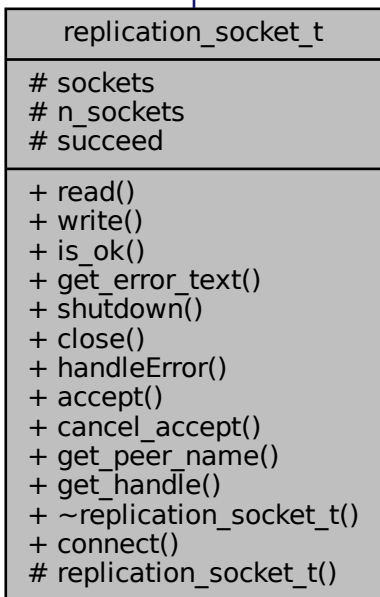 replication_socket_t
# sockets
# n_sockets
# succeed
+ read()
+ write()
+ is_ok()
+ get_error_text()
+ shutdown()
+ close()
+ handleError()
+ accept()
+ cancel_accept()
+ get_peer_name()
+ get_handle()
+ ~replication_socket_t()
+ connect()
# replication_socket_t()